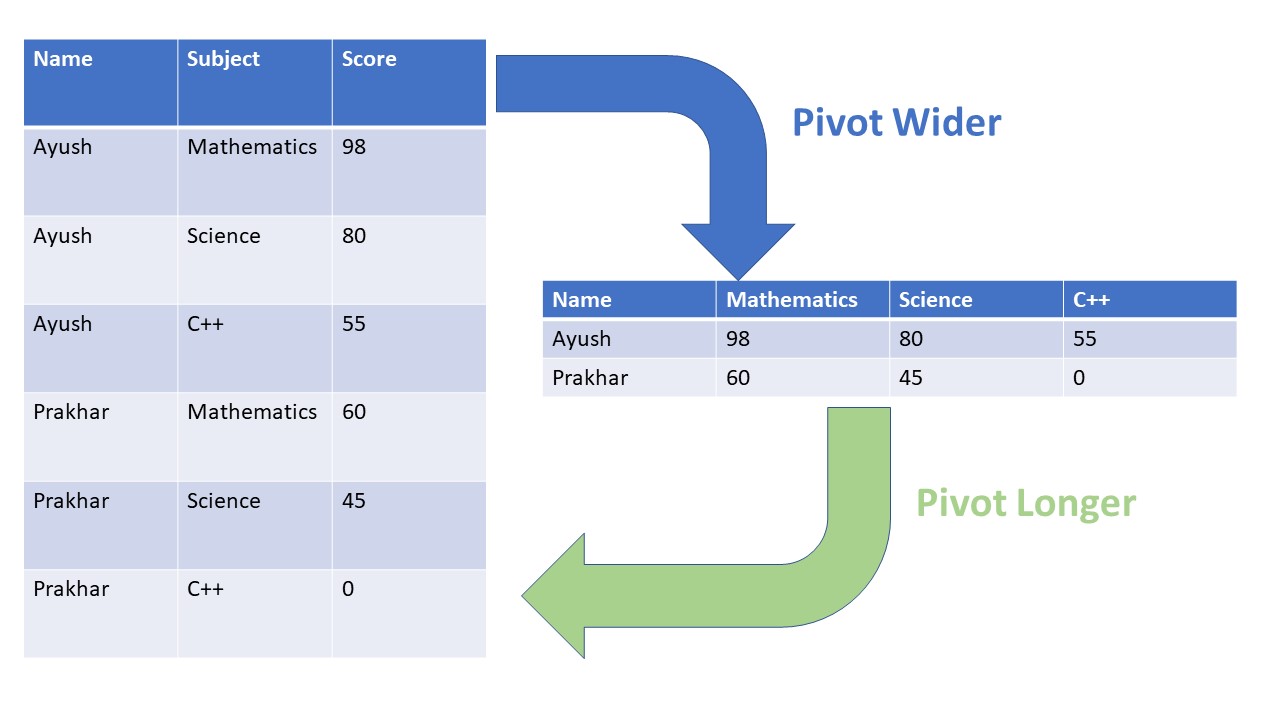 Name Subject Score
Ayush Mathematics 98
Ayush Science 80
Ayush C++ 55
Prakhar Mathematics 60
Prakhar Science 45
Prakhar C++ 0
Pivot Wider
Name Mathematics Science C++
Ayush 98 80 55
Prakhar 60 45 0
Pivot Longer